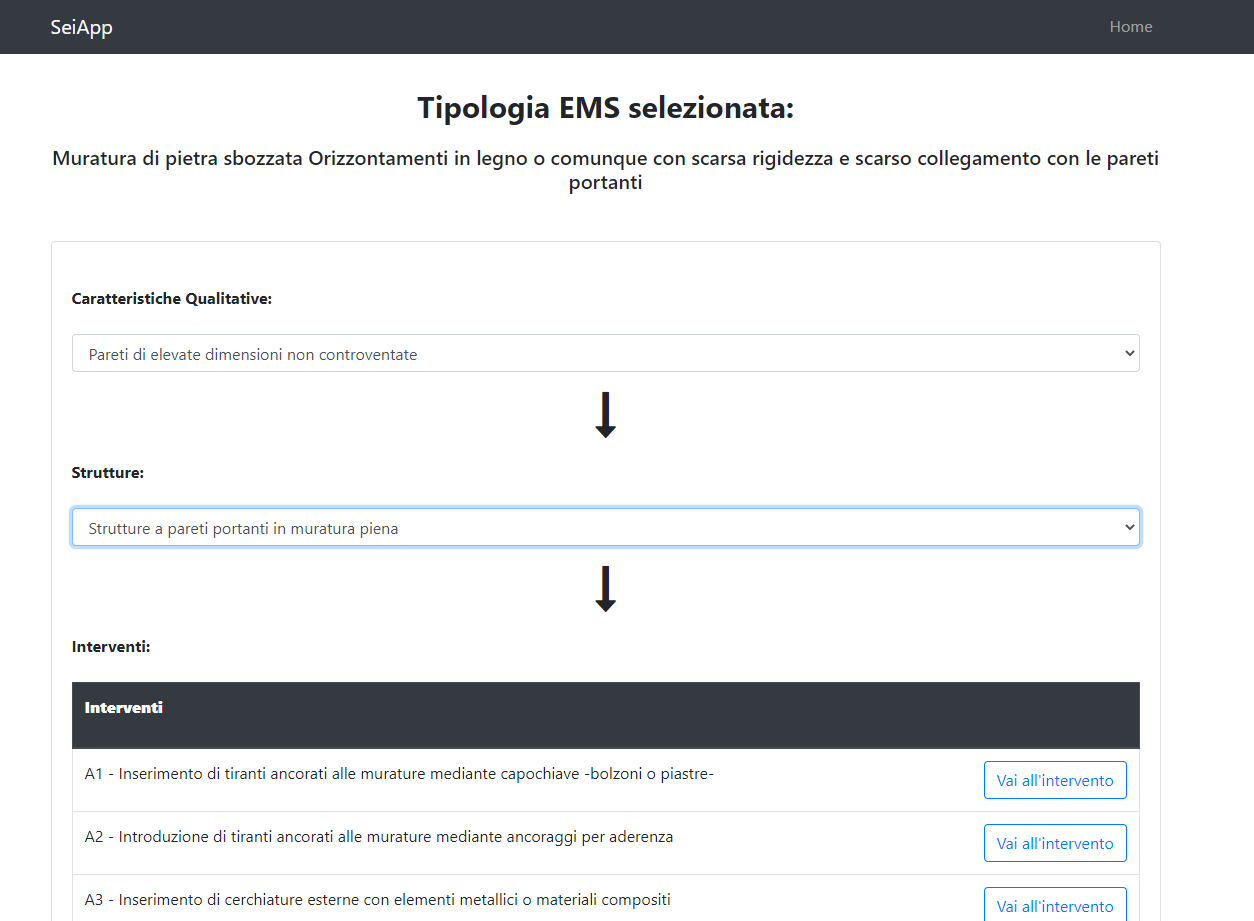 SeiApp
Home
Tipologia EMS selezionata:
Muratura di pietra sbozzata Orizzontamenti in legno o comunque con scarsa rigidezza e scarso collegamento con le pareti
portanti
Caratteristiche Qualitative:
Pareti di elevate dimensioni non controventate
Strutture:
Strutture a pareti portanti in muratura piena
Interventi:
Interventi
A1 - Inserimento di tiranti ancorati alle murature mediante capochiave -bolzoni o piastre-
Vai all'intervento
A2 - Introduzione di tiranti ancorati alle murature mediante ancoraggi per aderenza
Vai all'intervento
A3 - Inserimento di cerchiature esterne con elementi metallici o materiali compositi
Vai all'intervento